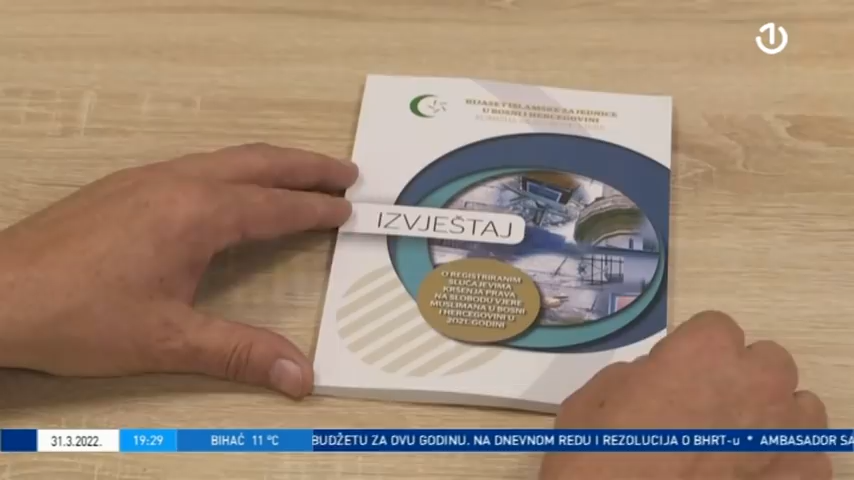 RIJASET ISLAMSKE ZAJEDNICE
U BOSNI I HERCEGOVINI
IZVJEŠTAJ
O REGISTRIRANIM
SLUČAJEVIMA
KRŠENJA PRAVA
NA SLOBODU VJERE
MUSLIMANA U BOSNI
I HERCEGOVINI U
2021. GODINI
31.3.2022. 19:29 BIHAĆ 11 °C BUDŽETU ZA OVU GODINU. NA DNEVNOM REDU I REZOLUCIJA O BHRT-u * AMBASADOR SA